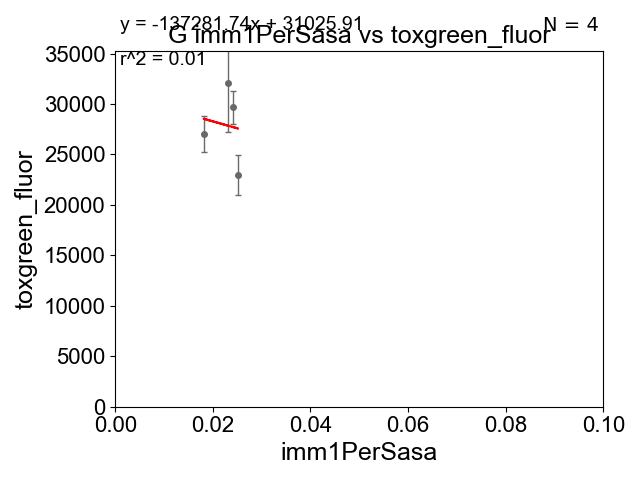 y = -137281.74x + 31025.91
N = 4
G imm1PerSasa vs toxgreen_fluor
r^2 = 0.01
35000
30000
25000
20000
15000
10000
5000
0
toxgreen_fluor
0.00 0.02 0.04 0.06 0.08 0.10
imm1PerSasa